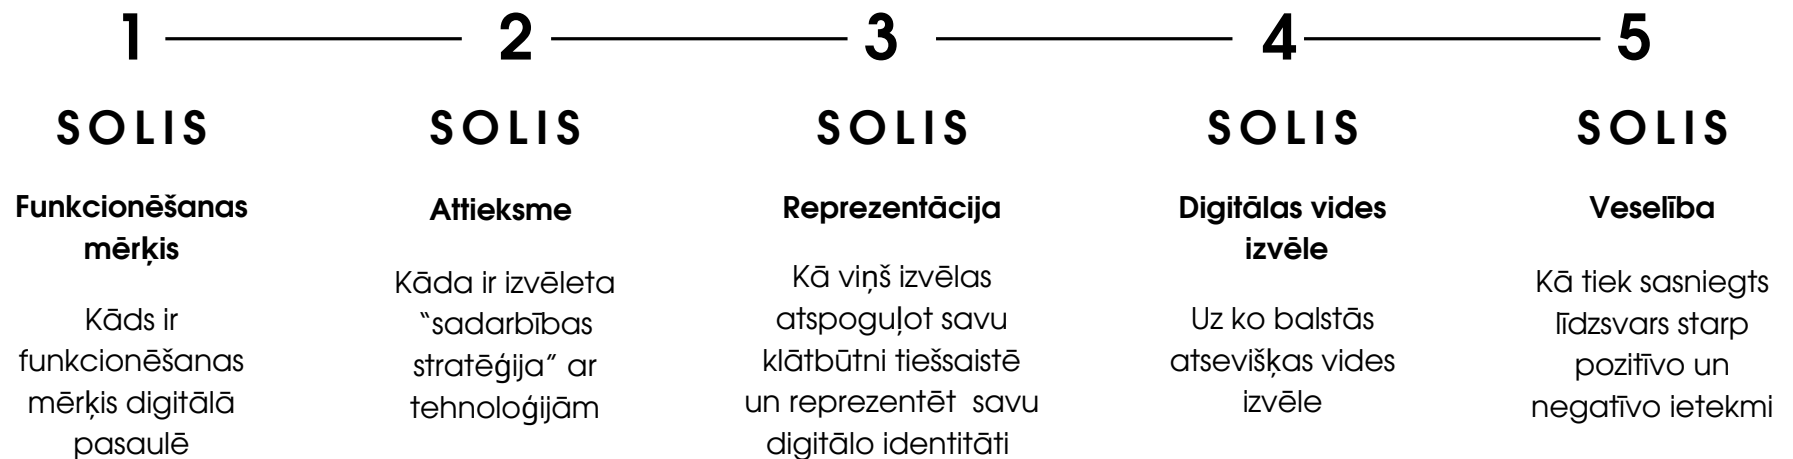 1 2 3 4 5
SOLIS SOLIS SOLIS SOLIS SOLIS
Funkcionēšanas
mērķis
Kāds ir
funkcionēšanas
mērķis digitālā
pasaulē
Attieksme
Kāda ir izvēleta
“sadarbības
stratēģija” ar
tehnoloģijām
Reprezentācija
Kā viņš izvēlas
atspoguļot savu
klātbūtni tiešsaistē
un reprezentēt savu
digitālo identitāti
Digitālas vides
izvēle
Uz ko balstās
atsevišķas vides
izvēle
Veselība
Kā tiek sasniegts
līdzsvars starp
pozitīvo un
negatīvo ietekmi